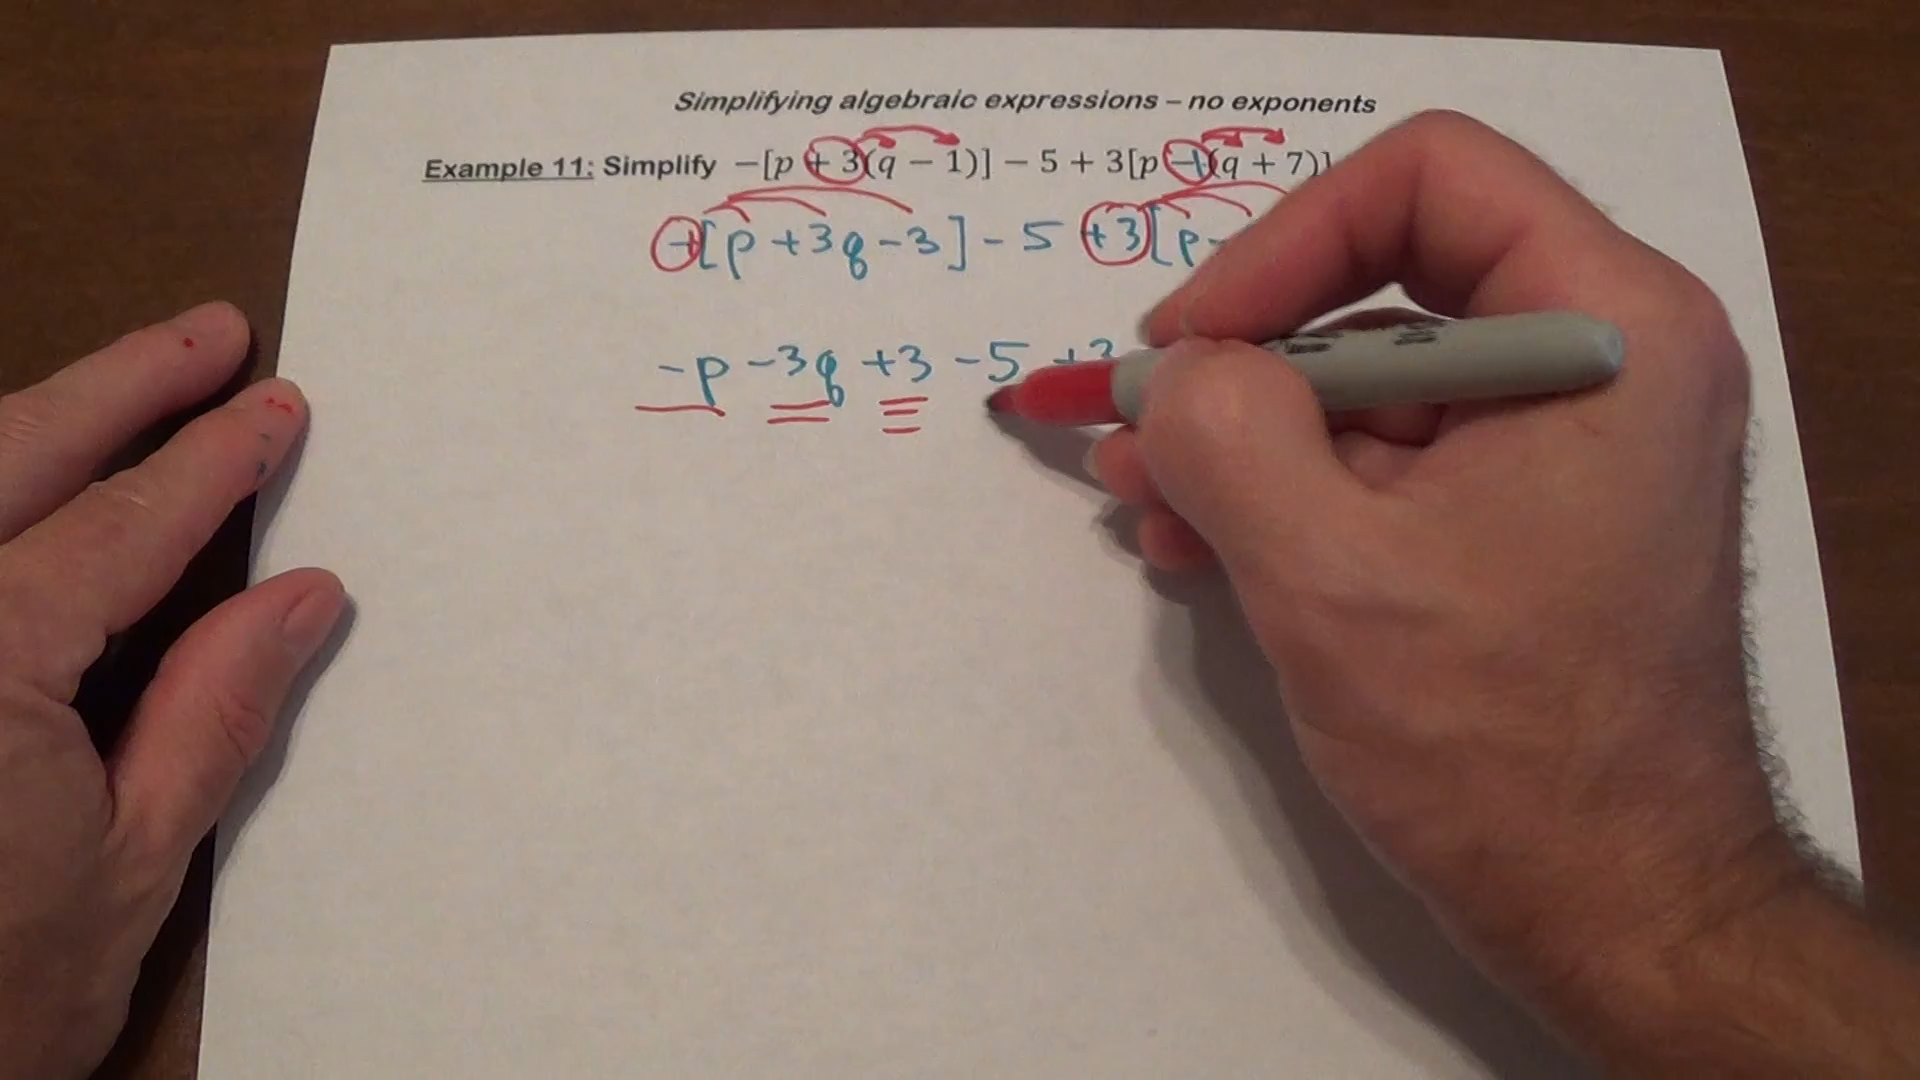 Simplifying algebraic expressions – no exponents
Example 11: Simplify −[p + 3(q − 1)] − 5 + 3[p − (q + 7)]
−[p + 3q − 3] − 5 + 3[p −
−p − 3q + 3 − 5 + 3